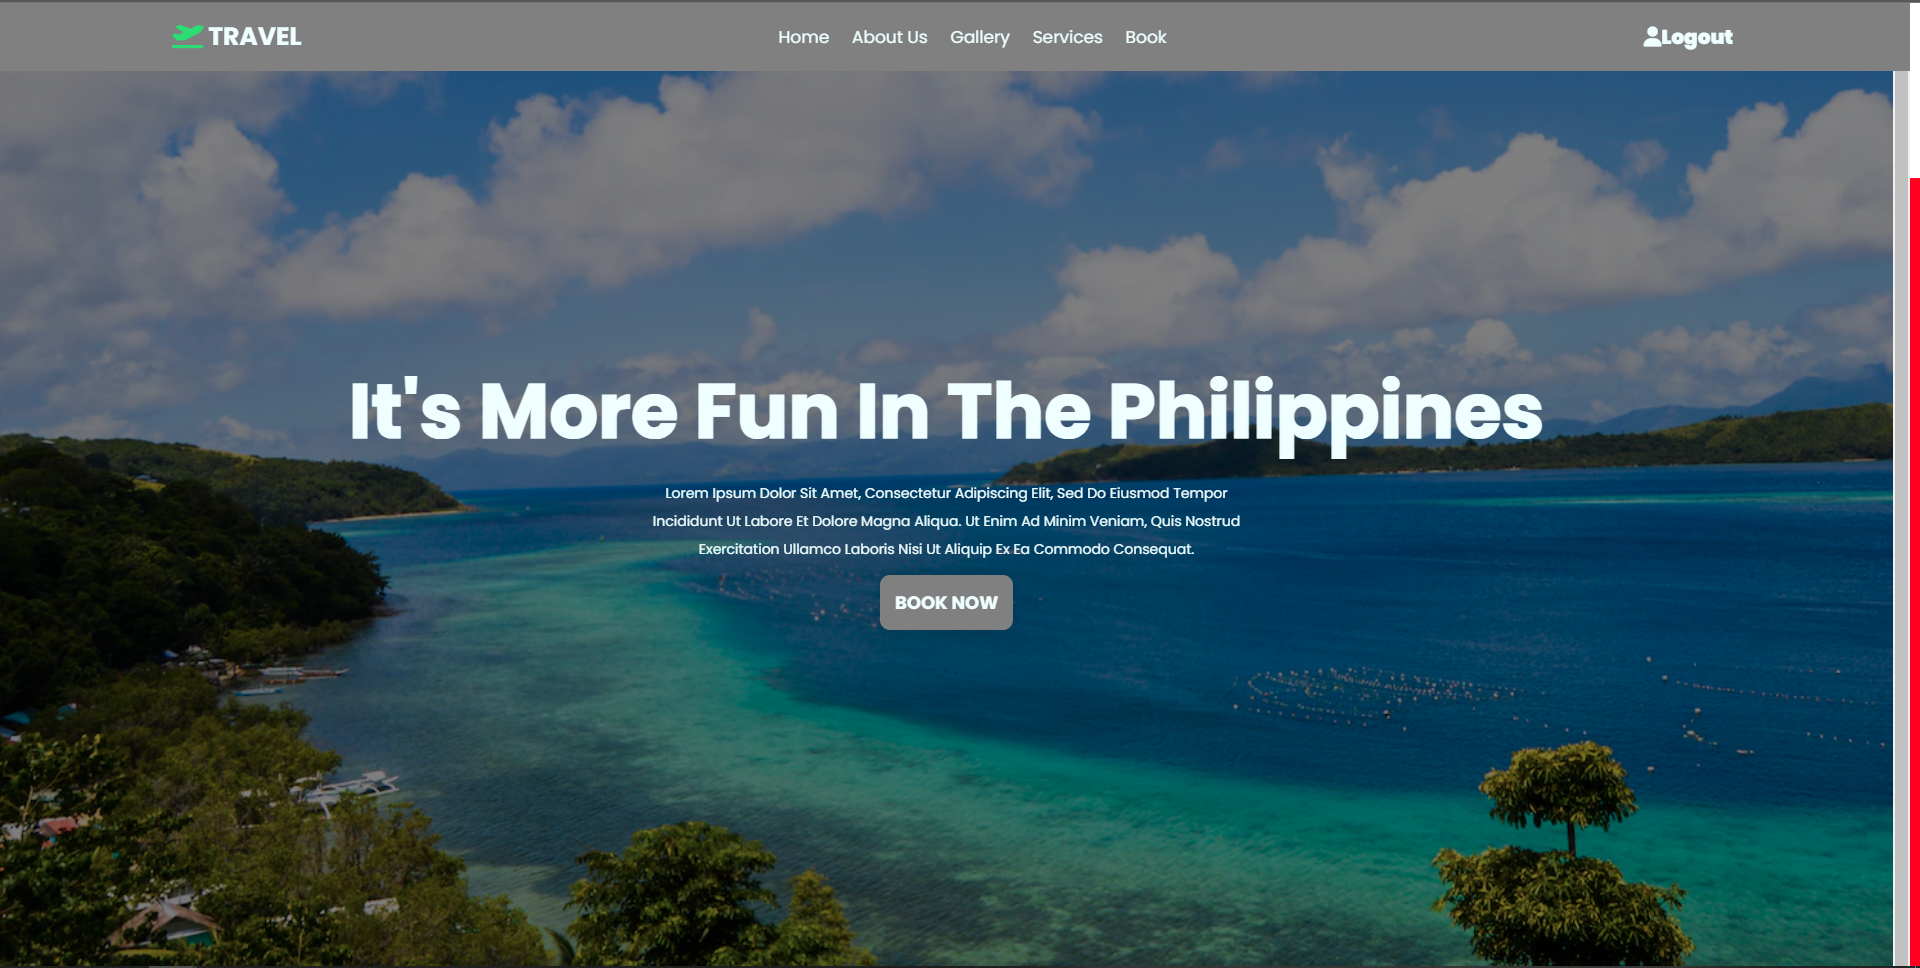 TRAVEL
Home About Us Gallery Services Book
Logout
It's More Fun In The Philippines
Lorem Ipsum Dolor Sit Amet, Consectetur Adipiscing Elit, Sed Do Eiusmod Tempor
Incididunt Ut Labore Et Dolore Magna Aliqua. Ut Enim Ad Minim Veniam, Quis Nostrud
Exercitation Ullamco Laboris Nisi Ut Aliquip Ex Ea Commodo Consequat.
BOOK NOW